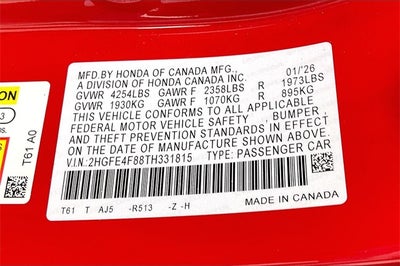 MFD.BY HONDA OF CANADA MFG., 01/'26
A DIVISION OF HONDA CANADA INC.
GVWR 4254LBS GAWR F 2358LBS R 1973LBS
GVWR 1930KG GAWR F 1070KG R 895KG
THIS VEHICLE CONFORMS TO ALL APPLICABLE
FEDERAL MOTOR VEHICLE SAFETY, BUMPER,
AND THEFT PREVENTION STANDARDS IN EFFECT
ON THE DATE OF MANUFACTURE SHOWN ABOVE.
V.I.N:2HGFE4F88TH331815 TYPE:PASSENGER CAR
T61 T AJ5 -R513 -Z -H MADE IN CANADA
T61 A0